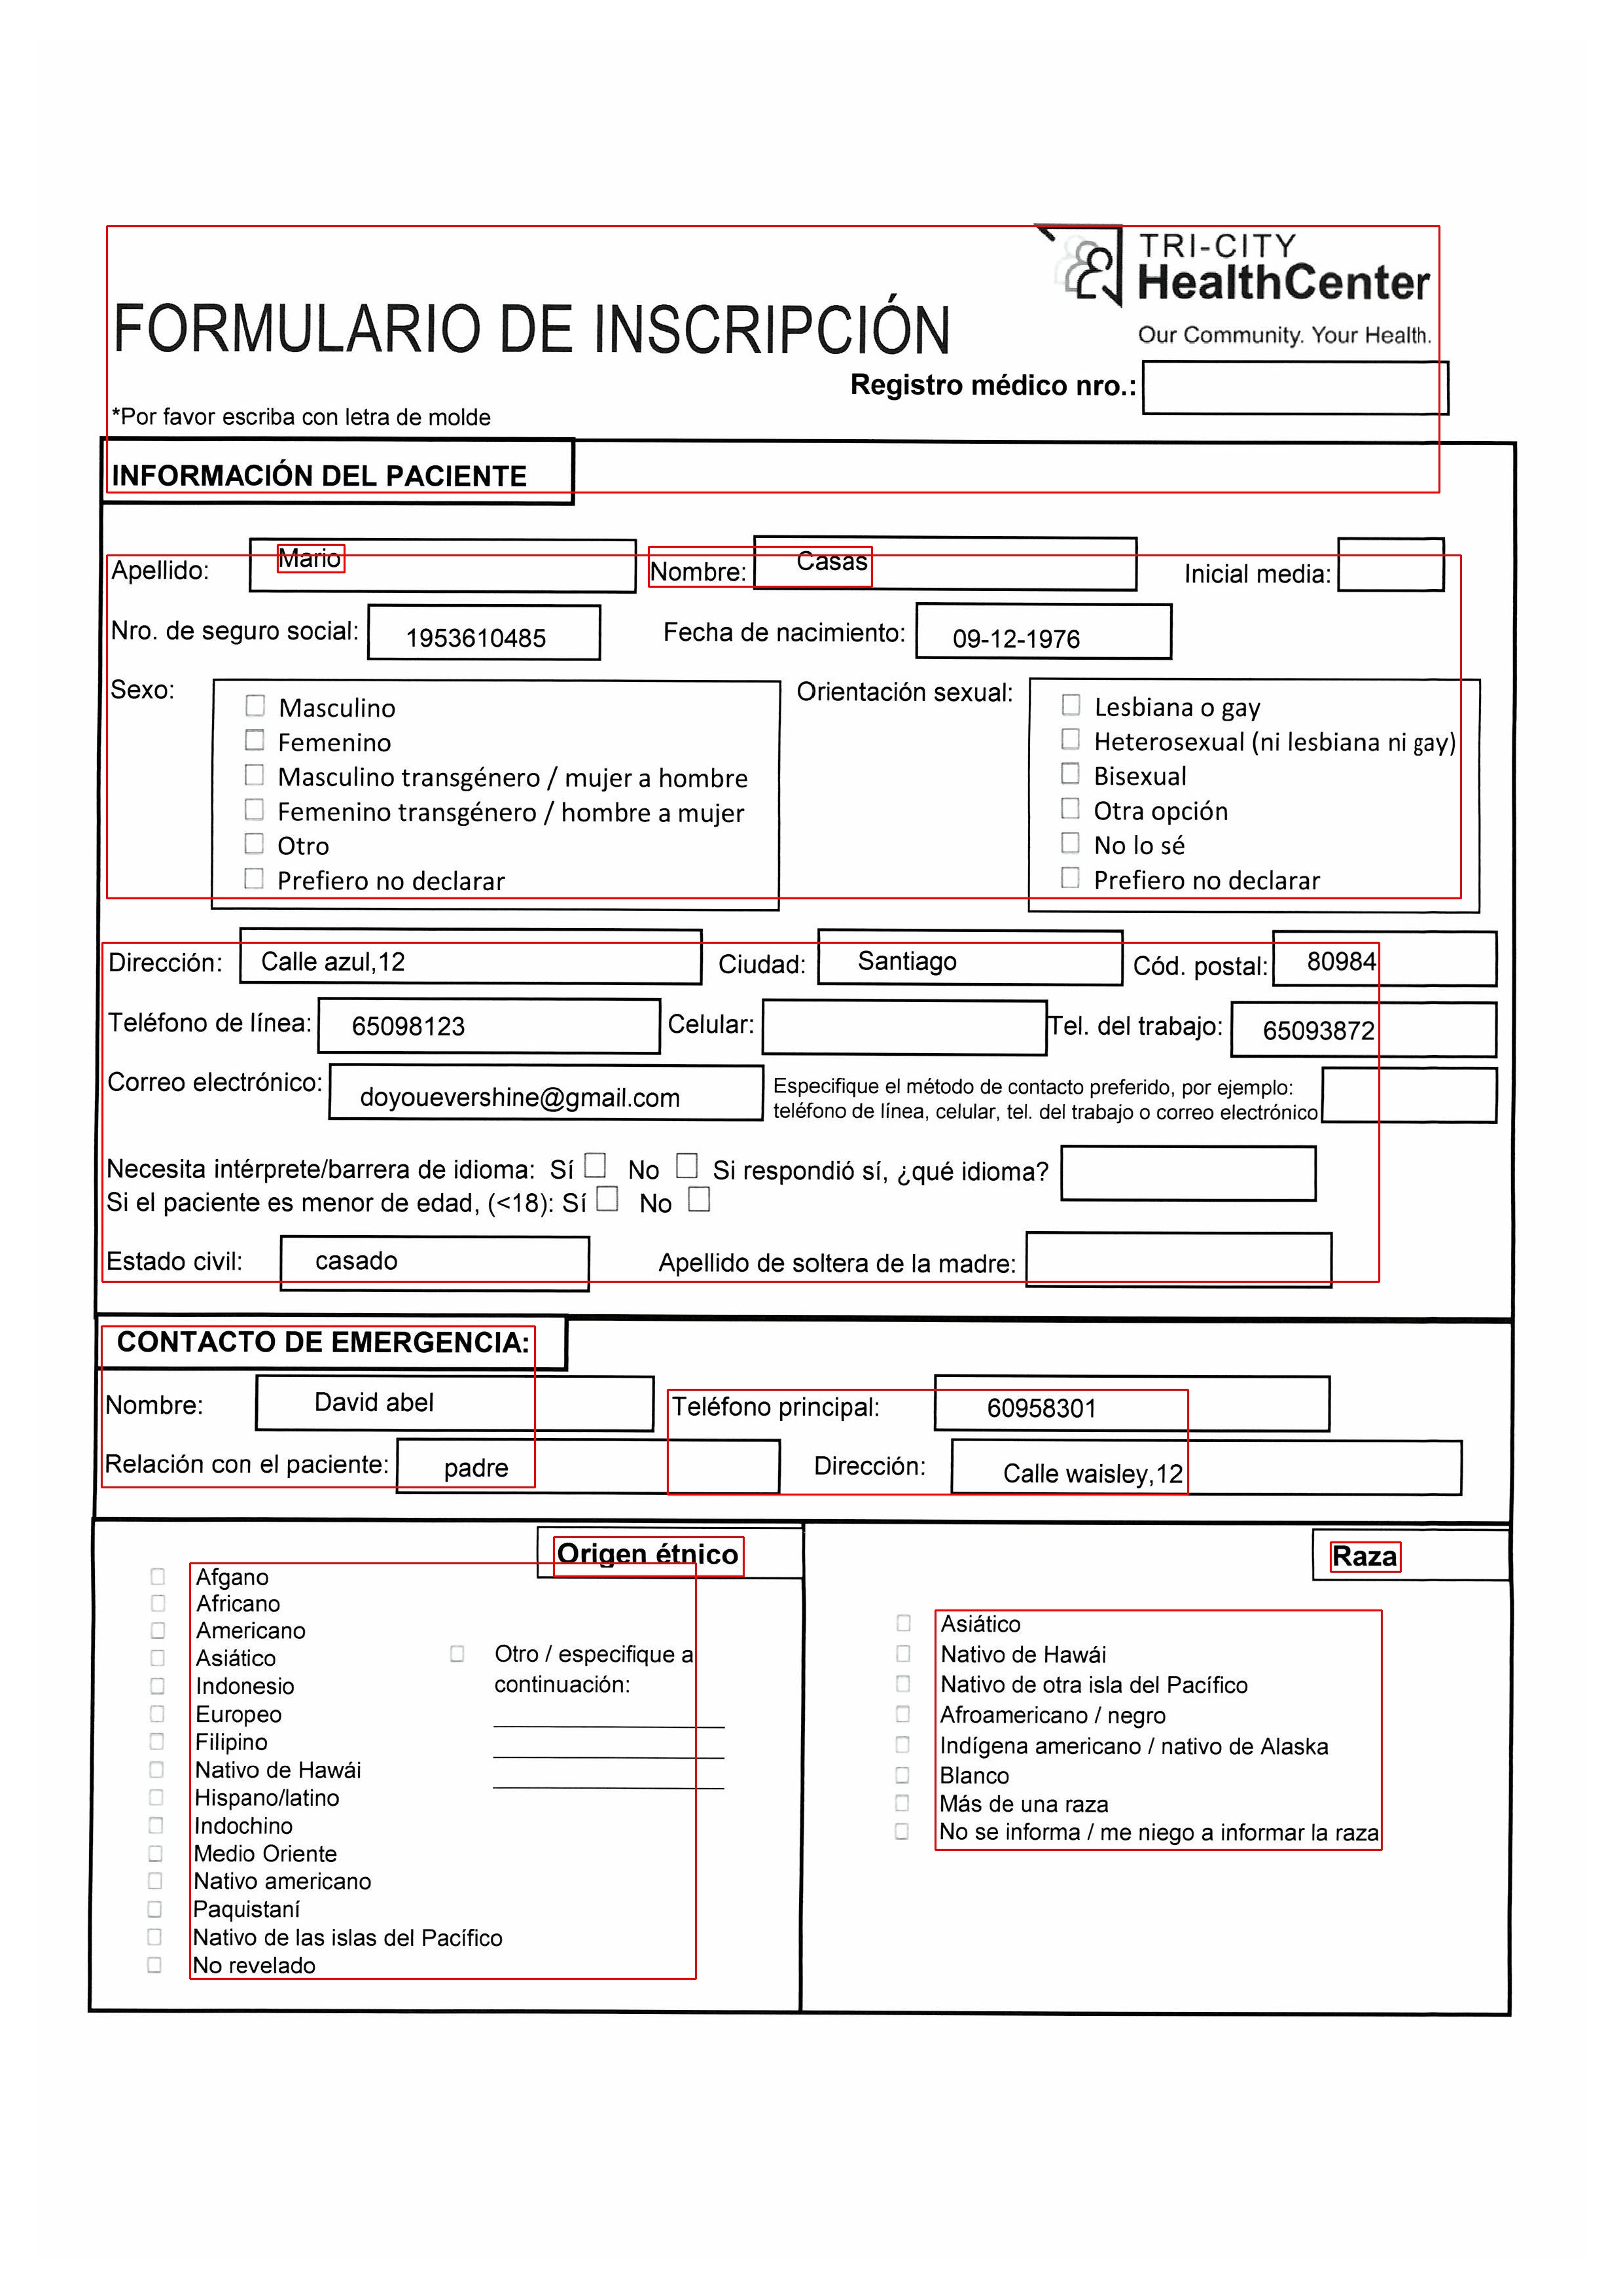 TRI-CITY
HealthCenter
Our Community. Your Health.
FORMULARIO DE INSCRIPCIÓN
Registro médico nro.:
*Por favor escriba con letra de molde
INFORMACIÓN DEL PACIENTE
Apellido: Mario Nombre: Casas Inicial media:
Nro. de seguro social: 1953610485 Fecha de nacimiento: 09-12-1976
Sexo:
Masculino
Femenino
Masculino transgénero / mujer a hombre
Femenino transgénero / hombre a mujer
Otro
Prefiero no declarar
Orientación sexual:
Lesbiana o gay
Heterosexual (ni lesbiana ni gay)
Bisexual
Otra opción
No lo sé
Prefiero no declarar
Dirección: Calle azul,12 Ciudad: Santiago Cód. postal: 80984
Teléfono de línea: 65098123 Celular: Tel. del trabajo: 65093872
Correo electrónico: doyouevershine@gmail.com Especifique el método de contacto preferido, por ejemplo:
teléfono de línea, celular, tel. del trabajo o correo electrónico
Necesita intérprete/barrera de idioma: Sí No Si respondió sí, ¿qué idioma?
Si el paciente es menor de edad, (<18): Sí No
Estado civil: casado Apellido de soltera de la madre:
CONTACTO DE EMERGENCIA:
Nombre: David abel Teléfono principal: 60958301
Relación con el paciente: padre Dirección: Calle waisley,12
Origen étnico
Afgano
Africano
Americano
Asiático
Indonesio
Europeo
Filipino
Nativo de Hawái
Hispano/latino
Indochino
Medio Oriente
Nativo americano
Paquistaní
Nativo de las islas del Pacífico
No revelado
Otro / especifique a
continuación:
Raza
Asiático
Nativo de Hawái
Nativo de otra isla del Pacífico
Afroamericano / negro
Indígena americano / nativo de Alaska
Blanco
Más de una raza
No se informa / me niego a informar la raza